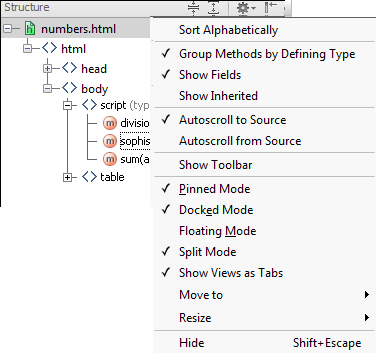 Structure
numbers.html
html
head
body
script (typ
division
sophis
sum(a
table
Sort Alphabetically
Group Methods by Defining Type
Show Fields
Show Inherited
Autoscroll to Source
Autoscroll from Source
Show Toolbar
Pinned Mode
Docked Mode
Floating Mode
Split Mode
Show Views as Tabs
Move to
Resize
Hide Shift+Escape